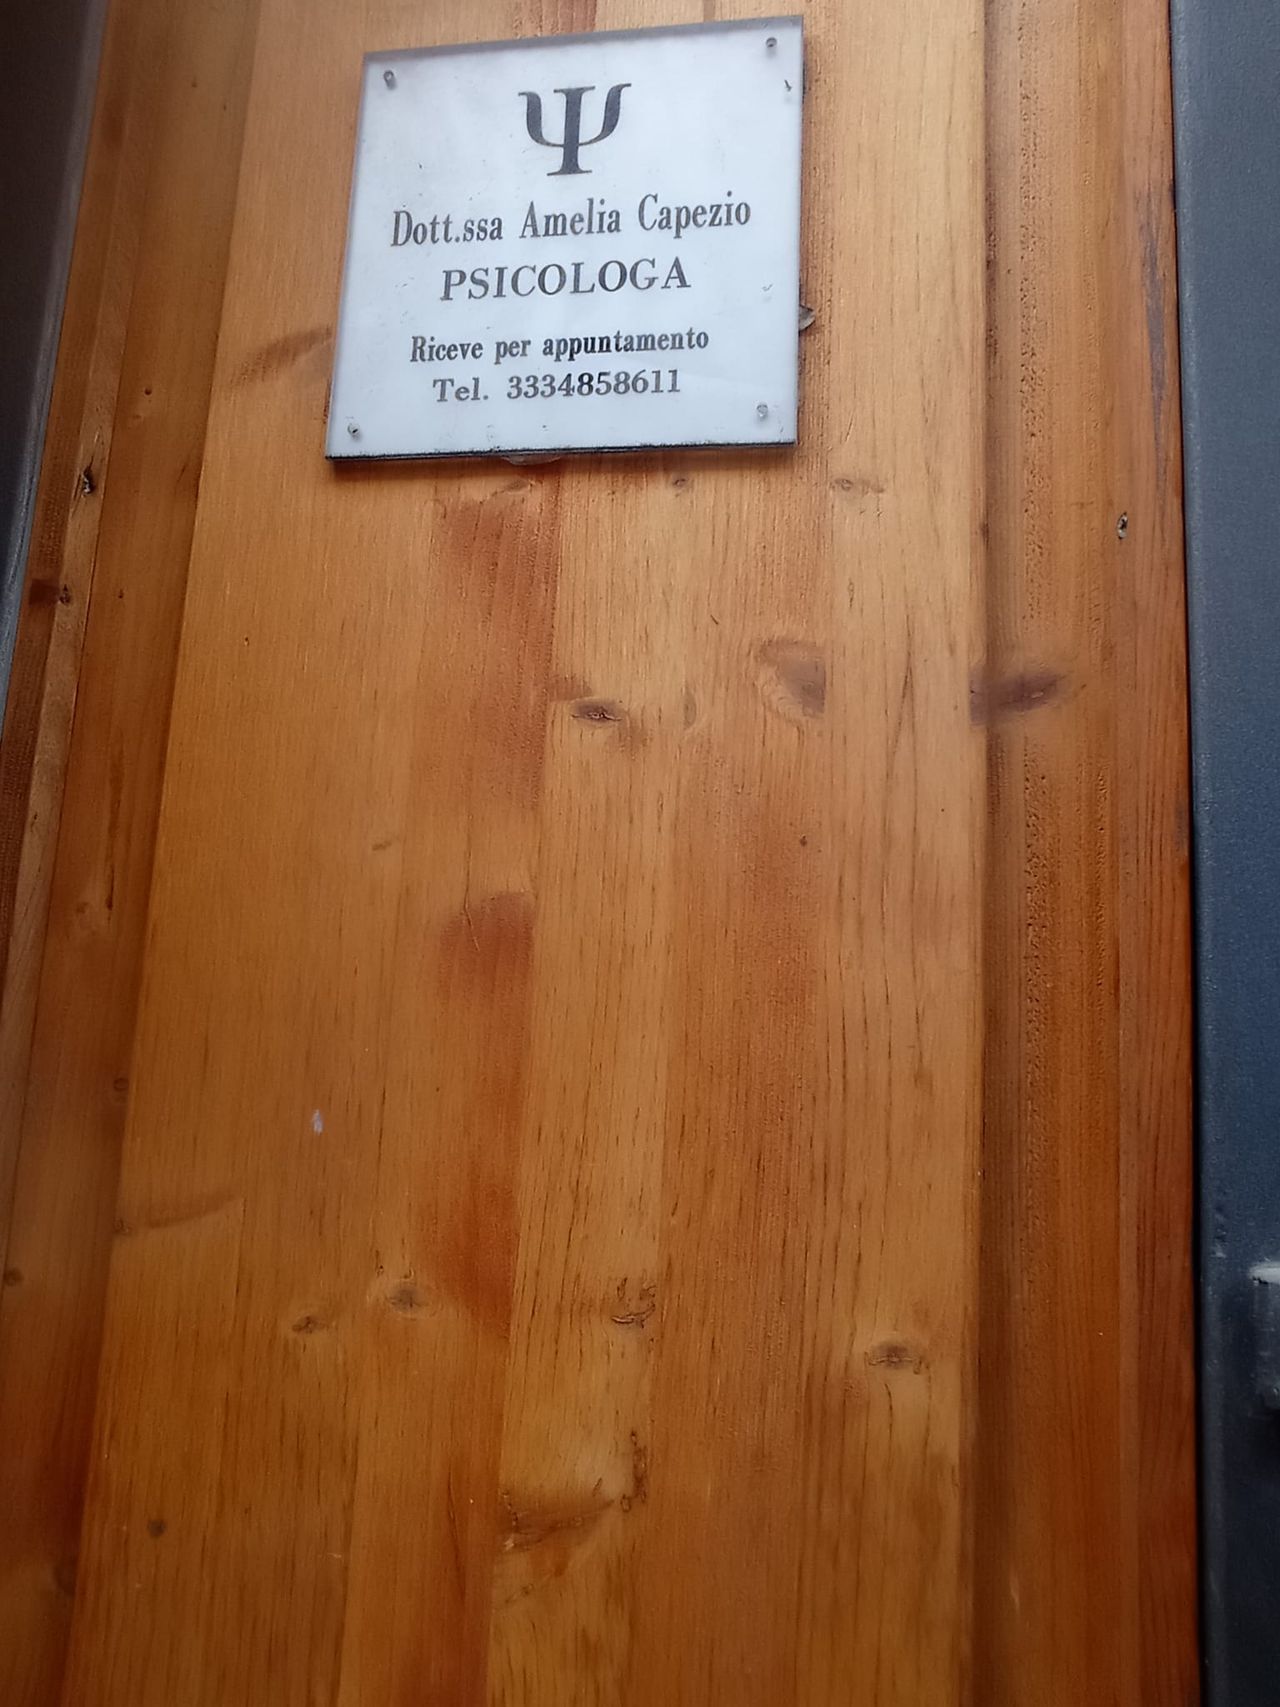 Ψ
Dott.ssa Amelia Capezio
PSICOLOGA
Riceve per appuntamento
Tel. 3334858611